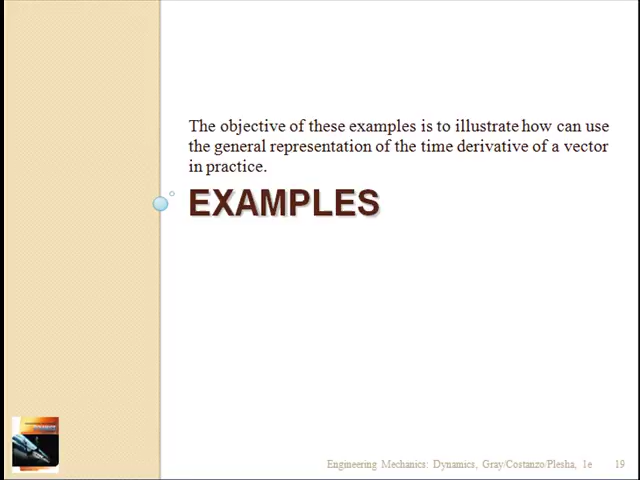 The objective of these examples is to illustrate how can use
the general representation of the time derivative of a vector
in practice.
EXAMPLES
Engineering Mechanics: Dynamics, Gray/Costanzo/Plesha, 1e 19